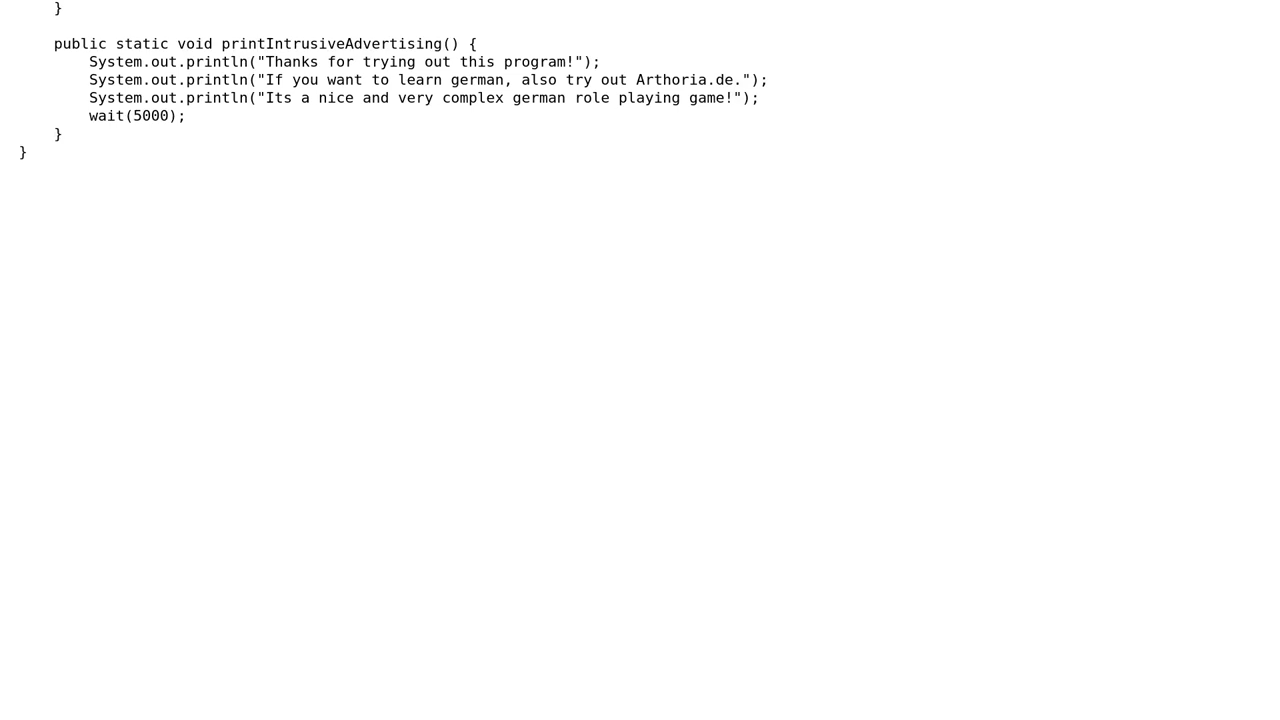 }

    public static void printIntrusiveAdvertising() {
        System.out.println("Thanks for trying out this program!");
        System.out.println("If you want to learn german, also try out Arthoria.de.");
        System.out.println("Its a nice and very complex german role playing game!");
        wait(5000);
    }
}